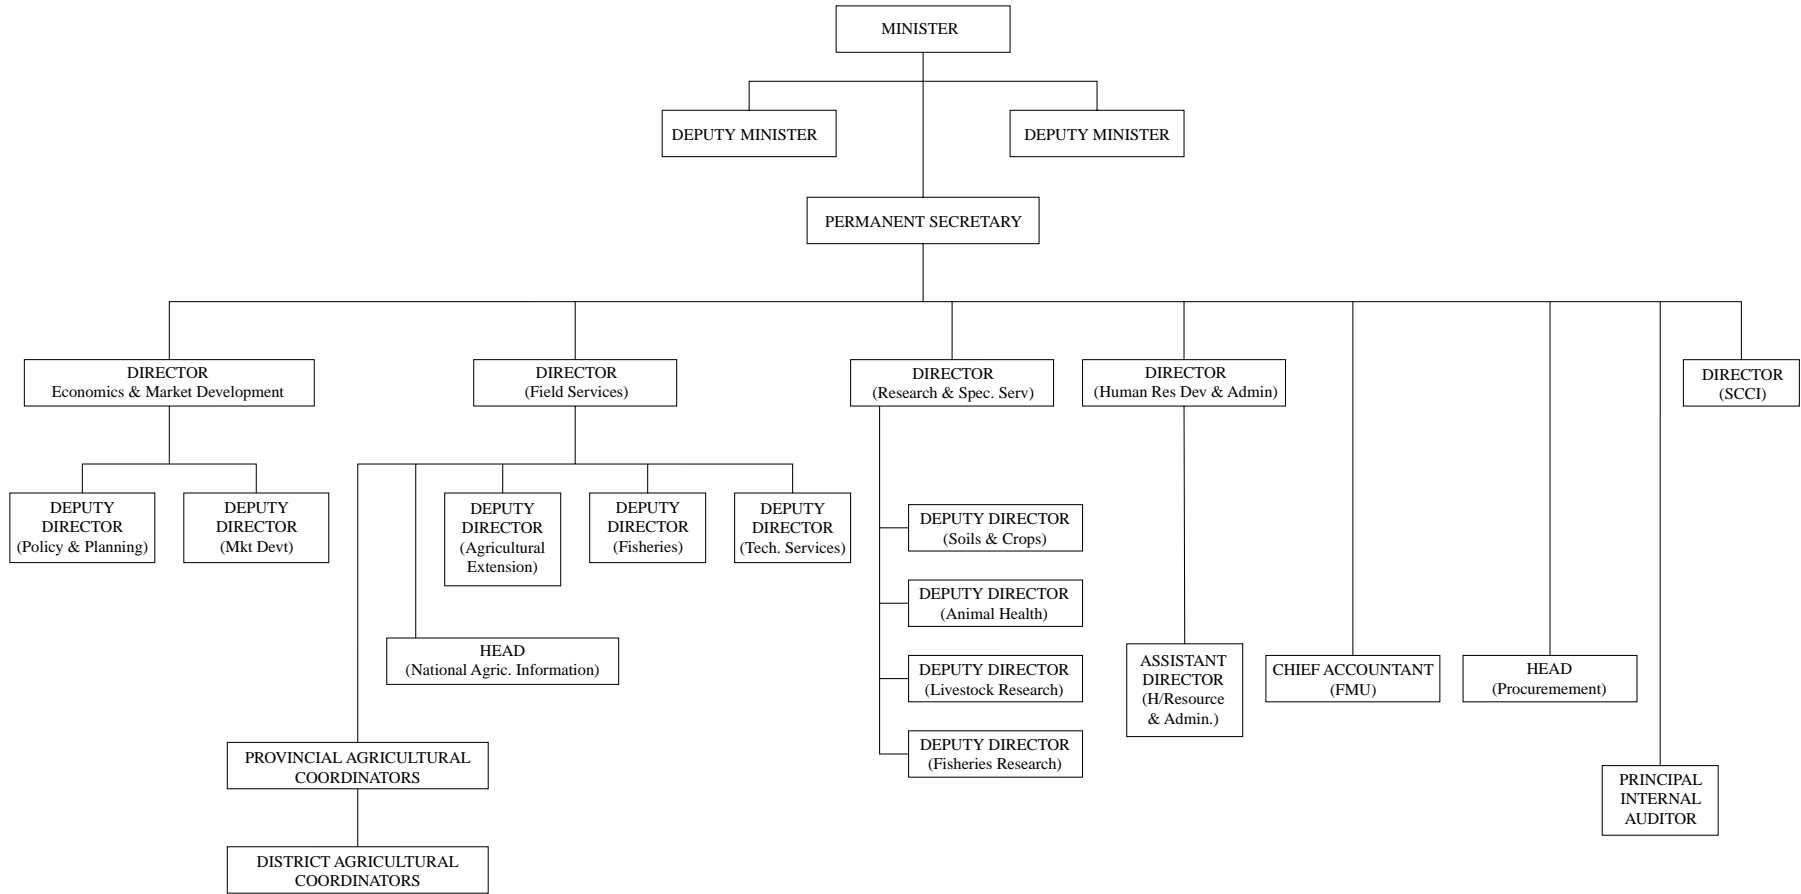 MINISTER
DEPUTY MINISTER
DEPUTY MINISTER
PERMANENT SECRETARY
DIRECTOR
Economics & Market Development
DIRECTOR
(Field Services)
DIRECTOR
(Research & Spec. Serv)
DIRECTOR
(Human Res Dev & Admin)
DIRECTOR
(SCCI)
DEPUTY
DIRECTOR
(Policy & Planning)
DEPUTY
DIRECTOR
(Mkt Devt)
DEPUTY
DIRECTOR
(Agricultural
Extension)
DEPUTY
DIRECTOR
(Fisheries)
DEPUTY
DIRECTOR
(Tech. Services)
DEPUTY DIRECTOR
(Soils & Crops)
DEPUTY DIRECTOR
(Animal Health)
DEPUTY DIRECTOR
(Livestock Research)
DEPUTY DIRECTOR
(Fisheries Research)
HEAD
(National Agric. Information)
ASSISTANT
DIRECTOR
(H/Resource
& Admin.)
CHIEF ACCOUNTANT
(FMU)
HEAD
(Procuremement)
PROVINCIAL AGRICULTURAL
COORDINATORS
PRINCIPAL
INTERNAL
AUDITOR
DISTRICT AGRICULTURAL
COORDINATORS